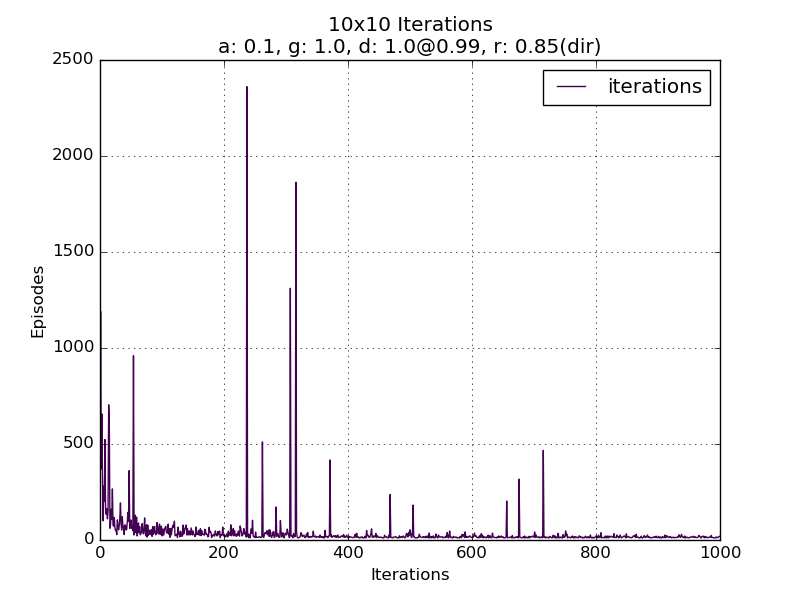 10x10 Iterations
a: 0.1, g: 1.0, d: 1.0@0.99, r: 0.85(dir)
iterations
2500
2000
1500
1000
500
0
Episodes
0 200 400 600 800 1000
Iterations